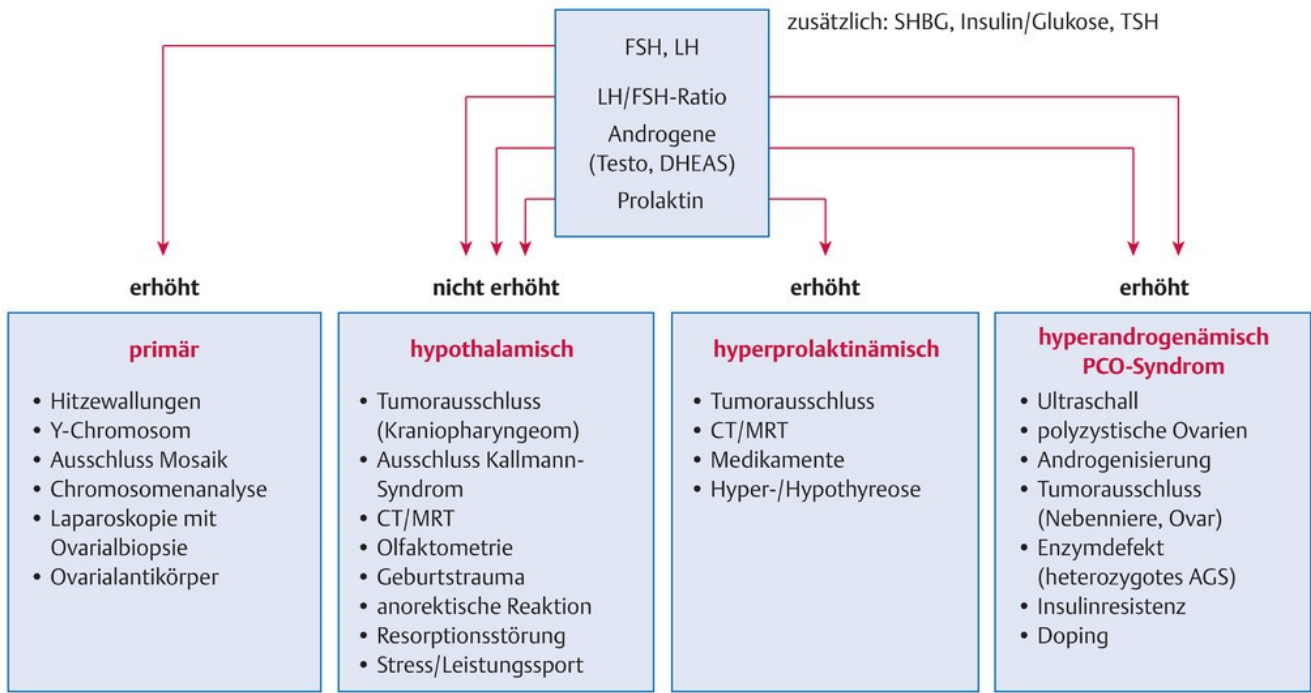 zusätzlich: SHBG, Insulin/Glukose, TSH
FSH, LH
LH/FSH-Ratio
Androgene
(Testo, DHEAS)
Prolaktin
erhöht
primär
• Hitzewallungen
• Y-Chromosom
• Ausschluss Mosaik
• Chromosomenanalyse
• Laparoskopie mit
Ovarialbiopsie
• Ovarialantikörper
nicht erhöht
hypothalamisch
• Tumorausschluss
(Kraniopharyngeom)
• Ausschluss Kallmann-
Syndrom
• CT/MRT
• Olfaktometrie
• Geburtstrauma
• anorektische Reaktion
• Resorptionsstörung
• Stress/Leistungssport
erhöht
hyperprolaktinämisch
• Tumorausschluss
• CT/MRT
• Medikamente
• Hyper-/Hypothyreose
erhöht
hyperandrogenämisch
PCO-Syndrom
• Ultraschall
• polyzystische Ovarien
• Androgenisierung
• Tumorausschluss
(Nebenniere, Ovar)
• Enzymdefekt
(heterozygotes AGS)
• Insulinresistenz
• Doping